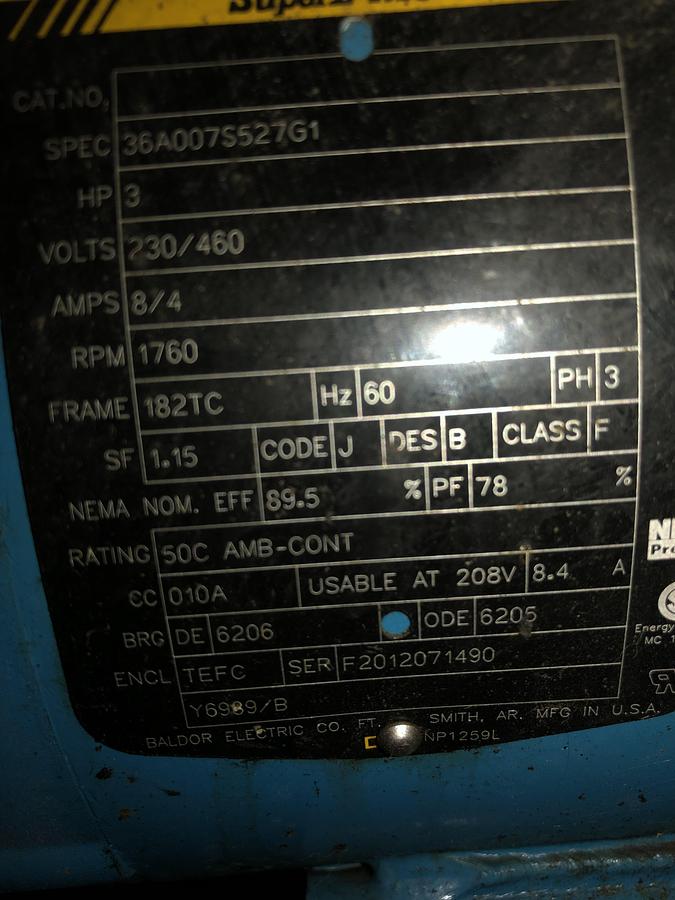 CAT.NO.
SPEC 36A007S527G1
HP 3
VOLTS 230/460
AMPS 8/4
RPM 1760
FRAME 182TC Hz 60 PH 3
SF 1.15 CODE J DES B CLASS F
NEMA NOM. EFF 89.5 % PF 78 %
RATING 50C AMB-CONT
CC 010A USABLE AT 208V 8.4 A
BRG DE 6206 ODE 6205
ENCL TEFC SER F2012071490
Y6989/B
BALDOR ELECTRIC CO. FT. SMITH, AR. MFG IN U.S.A.
NP1259L
Energy
MC 1